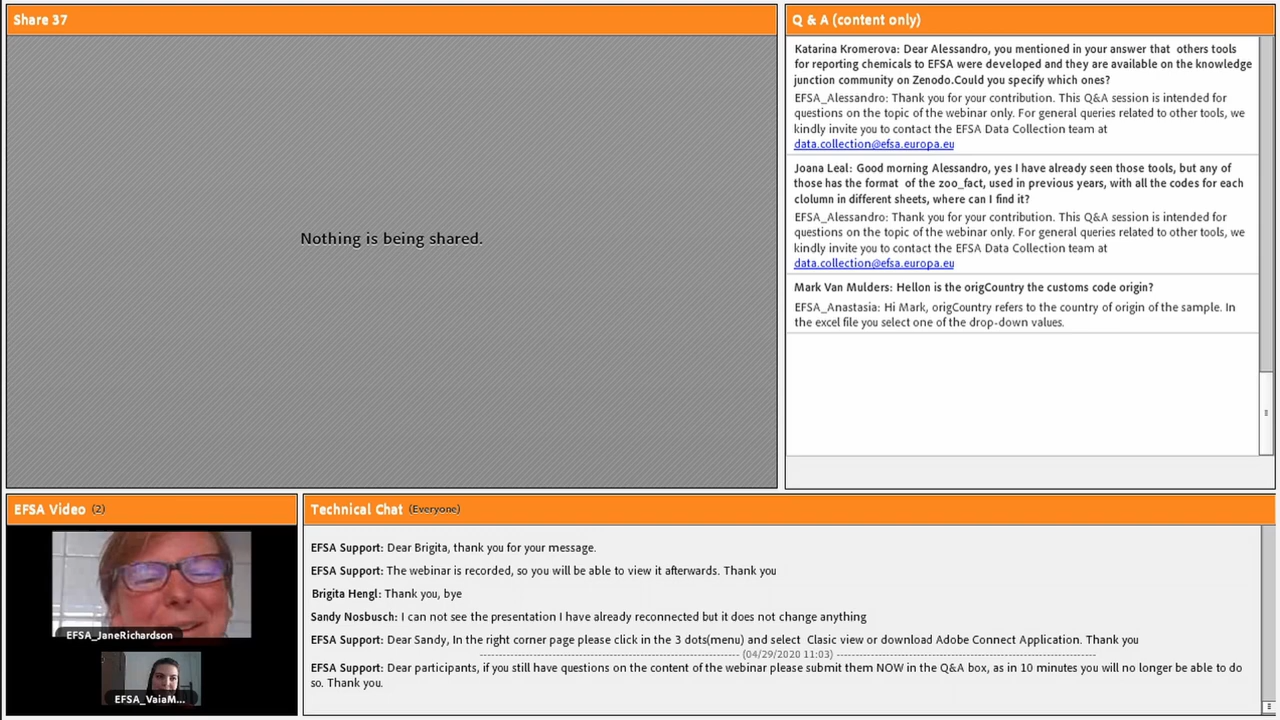 Share 37
Nothing is being shared.
Q & A (content only)
Katarina Kromerova: Dear Alessandro, you mentioned in your answer that others tools
for reporting chemicals to EFSA were developed and they are available on the knowledge
junction community on Zenodo.Could you specify which ones?
EFSA_Alessandro: Thank you for your contribution. This Q&A session is intended for
questions on the topic of the webinar only. For general queries related to other tools, we
kindly invite you to contact the EFSA Data Collection team at
data.collection@efsa.europa.eu
Joana Leal: Good morning Alessandro, yes I have already seen those tools, but any of
those has the format of the zoo_fact, used in previous years, with all the codes for each
clolumn in different sheets, where can I find it?
EFSA_Alessandro: Thank you for your contribution. This Q&A session is intended for
questions on the topic of the webinar only. For general queries related to other tools, we
kindly invite you to contact the EFSA Data Collection team at
data.collection@efsa.europa.eu
Mark Van Mulders: Hellon is the origCountry the customs code origin?
EFSA_Anastasia: Hi Mark, origCountry refers to the country of origin of the sample. In
the excel file you select one of the drop-down values.
EFSA Video (2)
EFSA_JaneRichardson
EFSA_VaiaM...
Technical Chat (Everyone)
EFSA Support: Dear Brigita, thank you for your message.
EFSA Support: The webinar is recorded, so you will be able to view it afterwards. Thank you
Brigita Hengl: Thank you, bye
Sandy Nosbusch: I can not see the presentation I have already reconnected but it does not change anything
EFSA Support: Dear Sandy, In the right corner page please click in the 3 dots(menu) and select Clasic view or download Adobe Connect Application. Thank you
(04/29/2020 11:03)
EFSA Support: Dear participants, if you still have questions on the content of the webinar please submit them NOW in the Q&A box, as in 10 minutes you will no longer be able to do
so. Thank you.